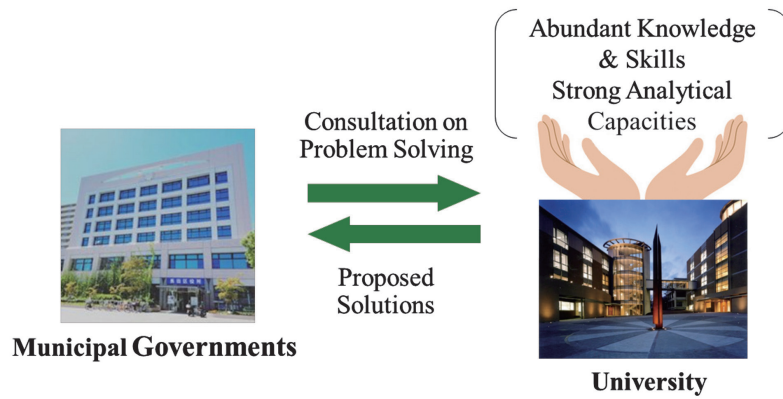 Abundant Knowledge
& Skills
Strong Analytical
Capacities
Consultation on
Problem Solving
Proposed
Solutions
Municipal Governments
University